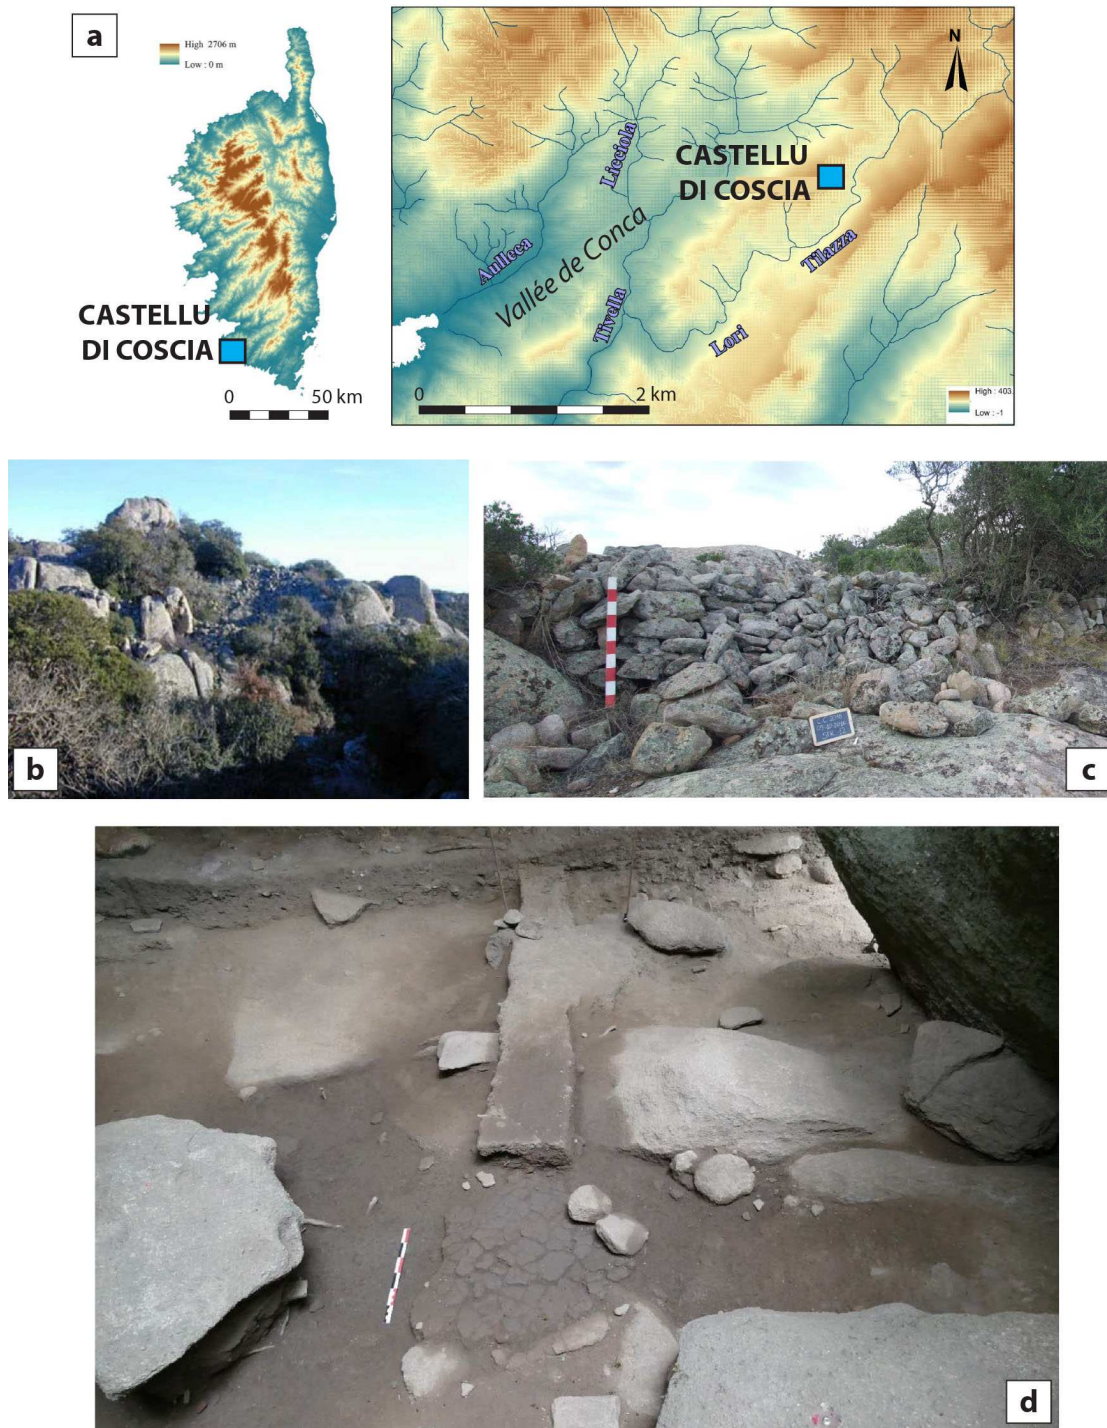 a
High 2706 m
Low : 0 m
CASTELLU
DI COSCIA
0 50 km
N
CASTELLU
DI COSCIA
Licciola
Aullcca
Vallée de Conca
Tivella
Tilazza
Lori
0 2 km
High : 403.
Low : -1
b
c
d